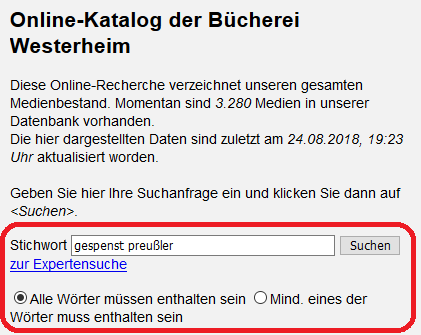 Online-Katalog der Bücherei
Westerheim
Diese Online-Recherche verzeichnet unseren gesamten
Medienbestand. Momentan sind 3.280 Medien in unserer
Datenbank vorhanden.
Die hier dargestellten Daten sind zuletzt am 24.08.2018, 19:23
Uhr aktualisiert worden.
Geben Sie hier Ihre Suchanfrage ein und klicken Sie dann auf
<Suchen>.
Stichwort gespenst preußler Suchen
zur Expertensuche
Alle Wörter müssen enthalten sein Mind. eines der
Wörter muss enthalten sein